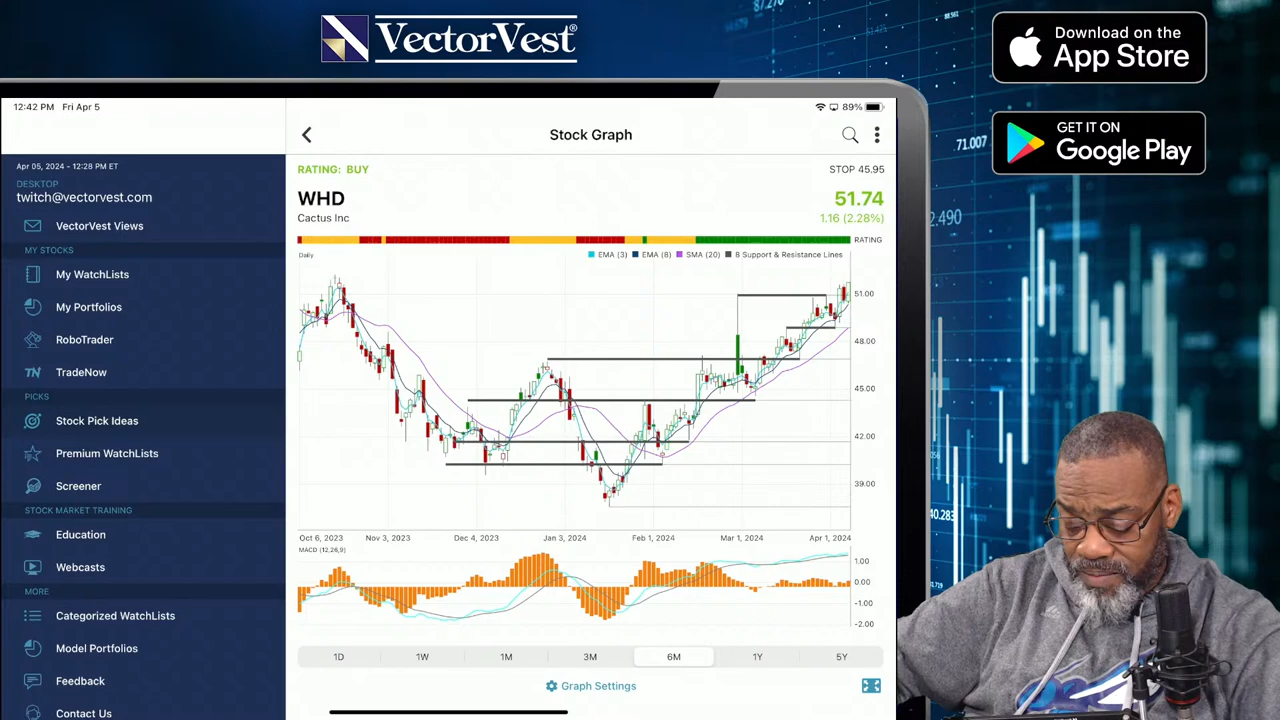 VectorVest®
Download on the
App Store
GET IT ON
Google Play
12:42 PM Fri Apr 5
89%
Apr 05, 2024 - 12:28 PM ET
DESKTOP
twitch@vectorvest.com
VectorVest Views
MY STOCKS
My WatchLists
My Portfolios
RoboTrader
TN TradeNow
PICKS
Stock Pick Ideas
Premium WatchLists
Screener
STOCK MARKET TRAINING
Education
Webcasts
MORE
Categorized WatchLists
Model Portfolios
Feedback
Contact Us
Stock Graph
RATING: BUY
STOP 45.95
WHD
51.74
Cactus Inc
1.16 (2.28%)
RATING
Daily
EMA (3) EMA (8) SMA (20) 8 Support & Resistance Lines
51.00
48.00
45.00
42.00
39.00
Oct 6, 2023 Nov 3, 2023 Dec 4, 2023 Jan 3, 2024 Feb 1, 2024 Mar 1, 2024 Apr 1, 2024
MACD (12,26,9)
1.00
0.00
-1.00
-2.00
1D 1W 1M 3M 6M 1Y 5Y
Graph Settings
71.007
2.490
40.283